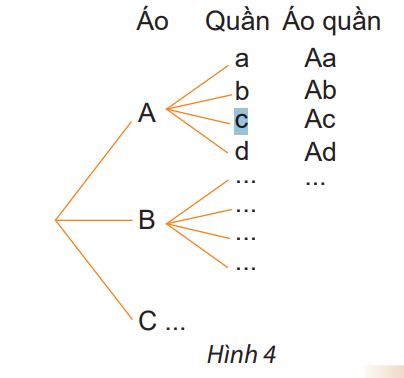 Áo Quần Áo quần
a Aa
b Ab
A c Ac
d Ad
... ...
B ...
...
...
C ...
Hình 4